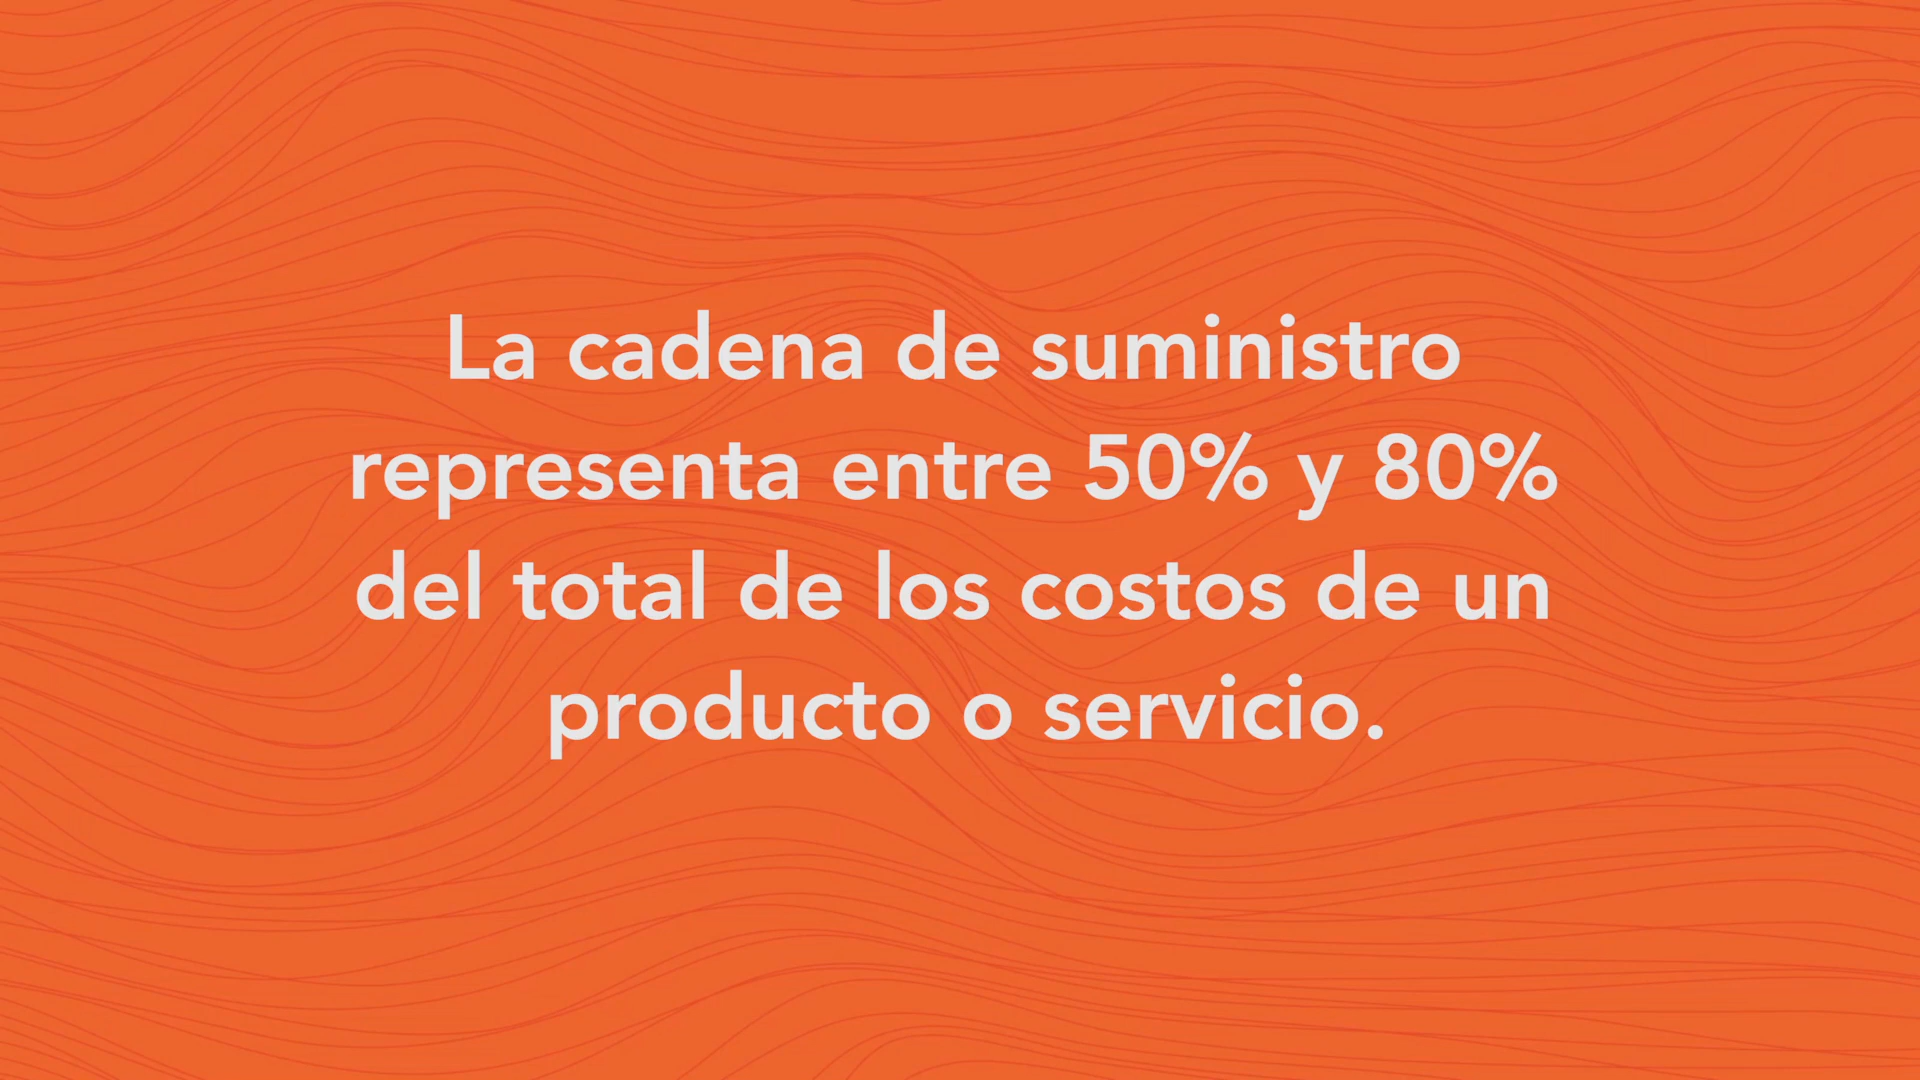 La cadena de suministro
representa entre 50% y 80%
del total de los costos de un
producto o servicio.